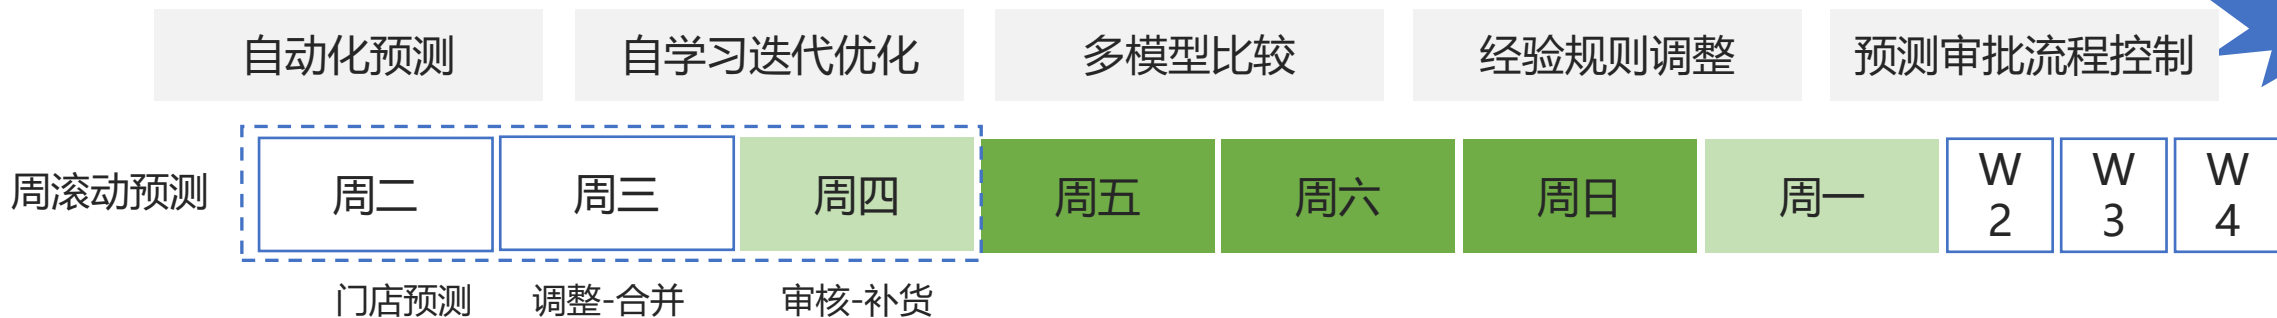 自动化预测
自学习迭代优化
多模型比较
经验规则调整
预测审批流程控制
周滚动预测
周二
周三
周四
周五
周六
周日
周一
W
2
W
3
W
4
门店预测
调整-合并
审核-补货